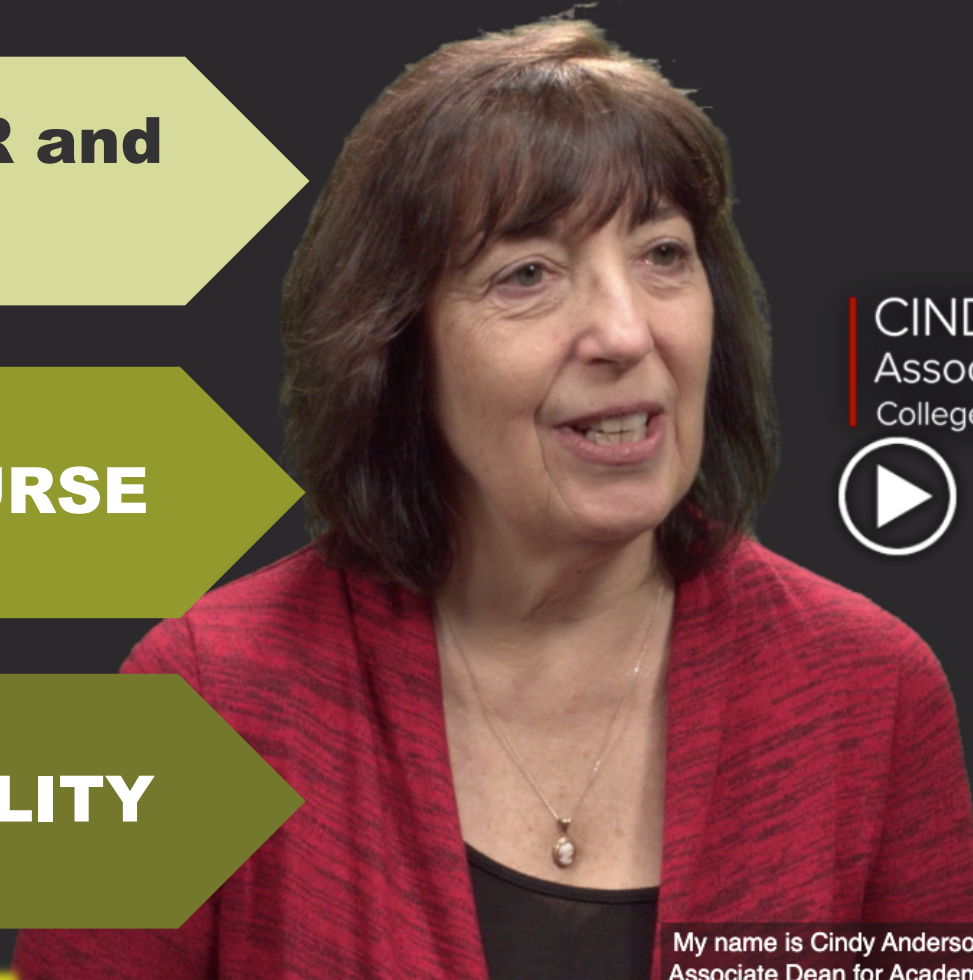 R and
URSE
LITY
CIND
Assoc
College
My name is Cindy Anderso
Associate Dean for Academ